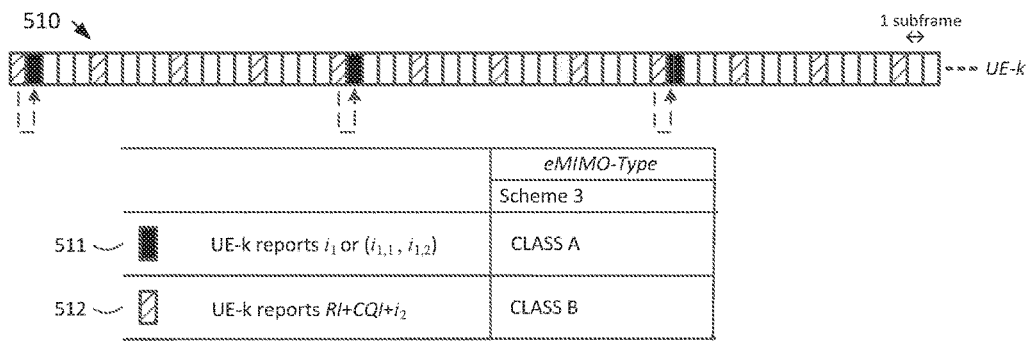 510
1 subframe
UE-k
eMIMO-Type
Scheme 3
511 UE-k reports i₁ or (i₁,₁ , i₁,₂) CLASS A
512 UE-k reports RI+CQI+i₂ CLASS B